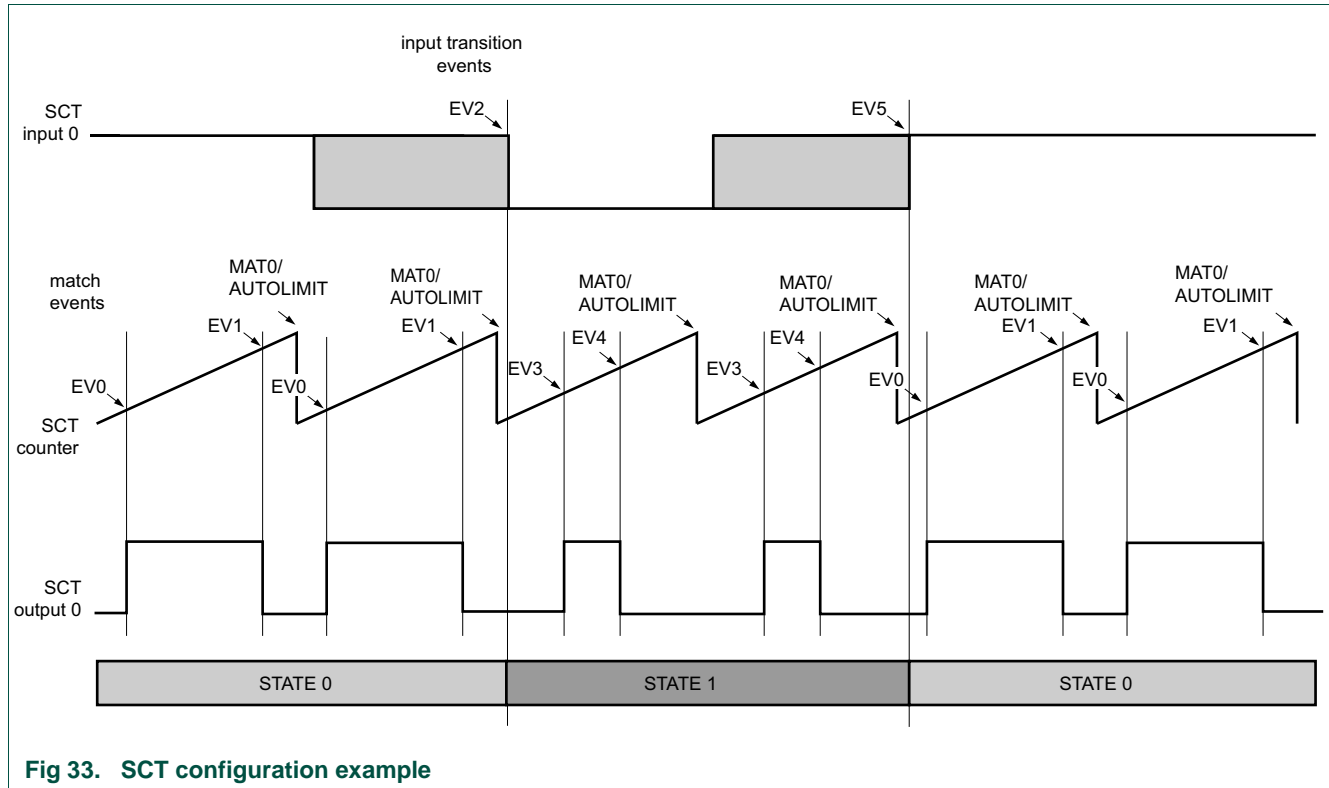 input transition
events
SCT
input 0
EV2
EV5
match
events
MAT0/
AUTOLIMIT
MAT0/
AUTOLIMIT
MAT0/
AUTOLIMIT
MAT0/
AUTOLIMIT
MAT0/
AUTOLIMIT
MAT0/
AUTOLIMIT
EV1
EV1
EV4
EV4
EV1
EV1
EV0
EV0
EV3
EV3
EV0
EV0
SCT
counter
SCT
output 0
STATE 0
STATE 1
STATE 0
Fig 33. SCT configuration example